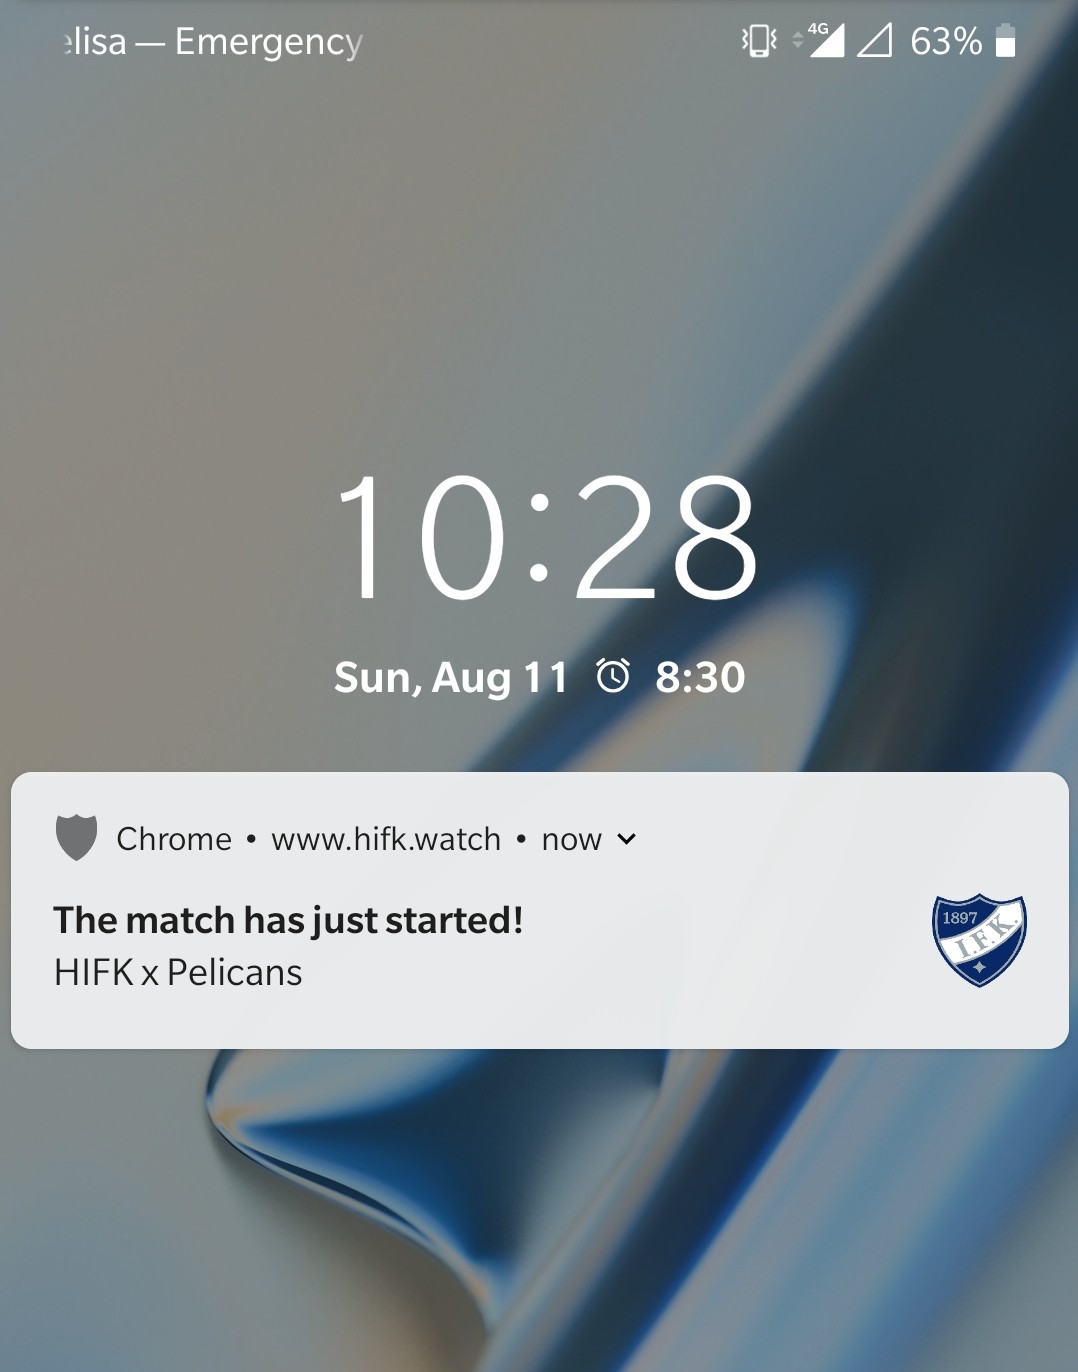 elisa — Emergency 4G 63%
10:28
Sun, Aug 11 8:30
Chrome • www.hifk.watch • now
The match has just started!
HIFK x Pelicans
1897
I.F.K.